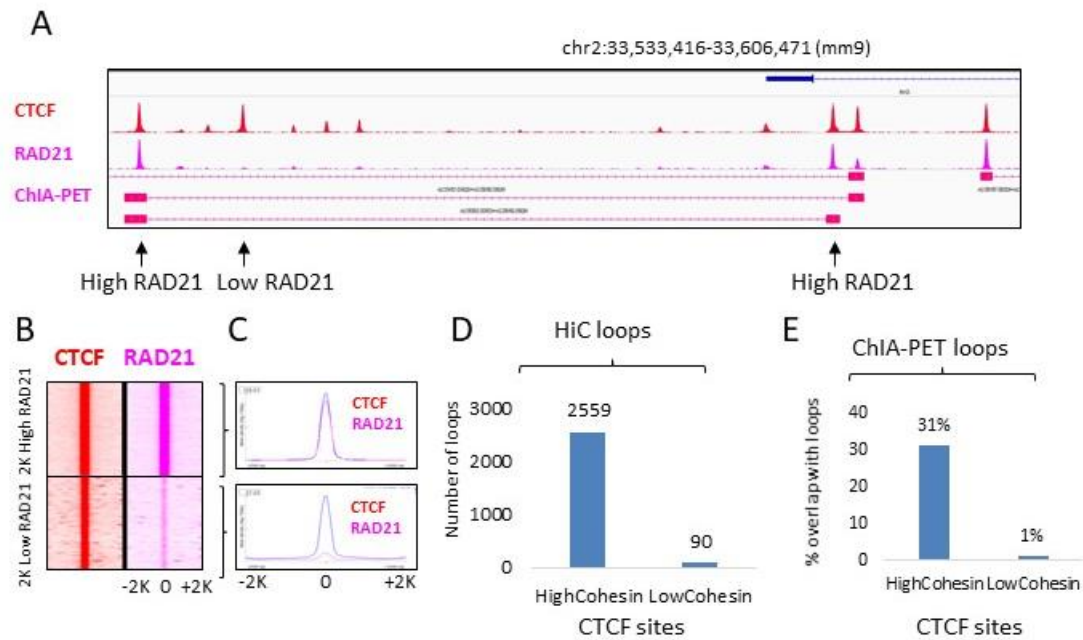 A
chr2:33,533,416-33,606,471 (mm9)
CTCF
RAD21
ChIA-PET
High RAD21 Low RAD21 High RAD21
B
CTCF RAD21
2K High RAD21
2K Low RAD21
-2K 0 +2K
C
CTCF
RAD21
CTCF
RAD21
-2K 0 +2K
D
HiC loops
Number of loops
3000
2000
1000
0
2559
90
HighCohesin LowCohesin
CTCF sites
E
ChIA-PET loops
% overlap with loops
40
30
20
10
0
31%
1%
HighCohesin LowCohesin
CTCF sites